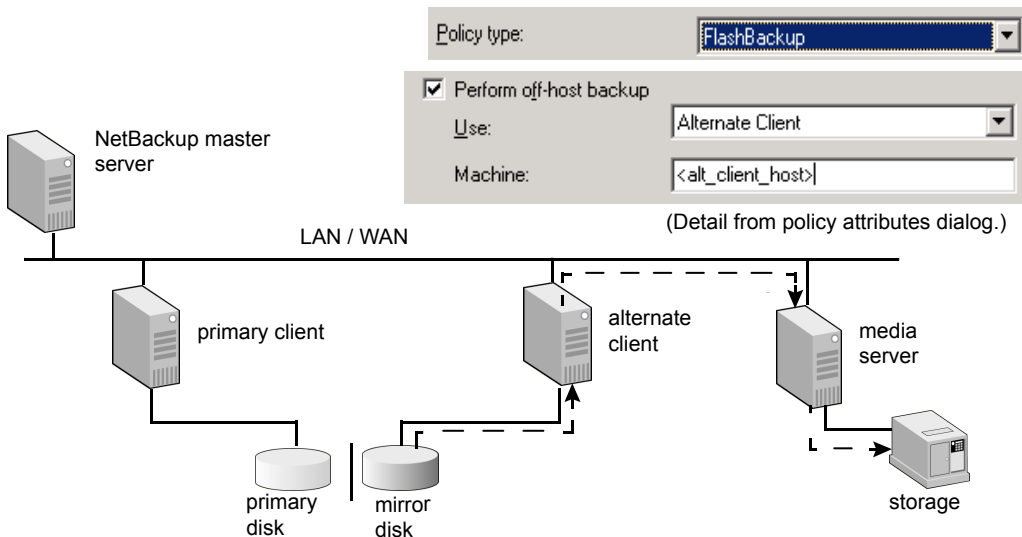 Policy type:
FlashBackup
Perform off-host backup
Use:
Alternate Client
Machine:
<alt_client_host>
(Detail from policy attributes dialog.)
NetBackup master
server
LAN / WAN
primary client
alternate
client
media
server
primary
disk
mirror
disk
storage